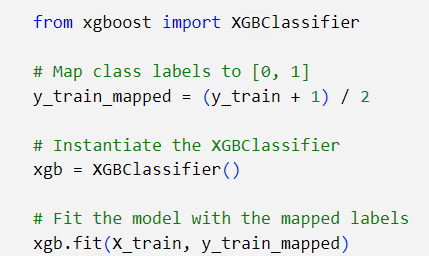 from xgboost import XGBClassifier
# Map class labels to [0, 1]
y_train_mapped = (y_train + 1) / 2
# Instantiate the XGBClassifier
xgb = XGBClassifier()
# Fit the model with the mapped labels
xgb.fit(X_train, y_train_mapped)